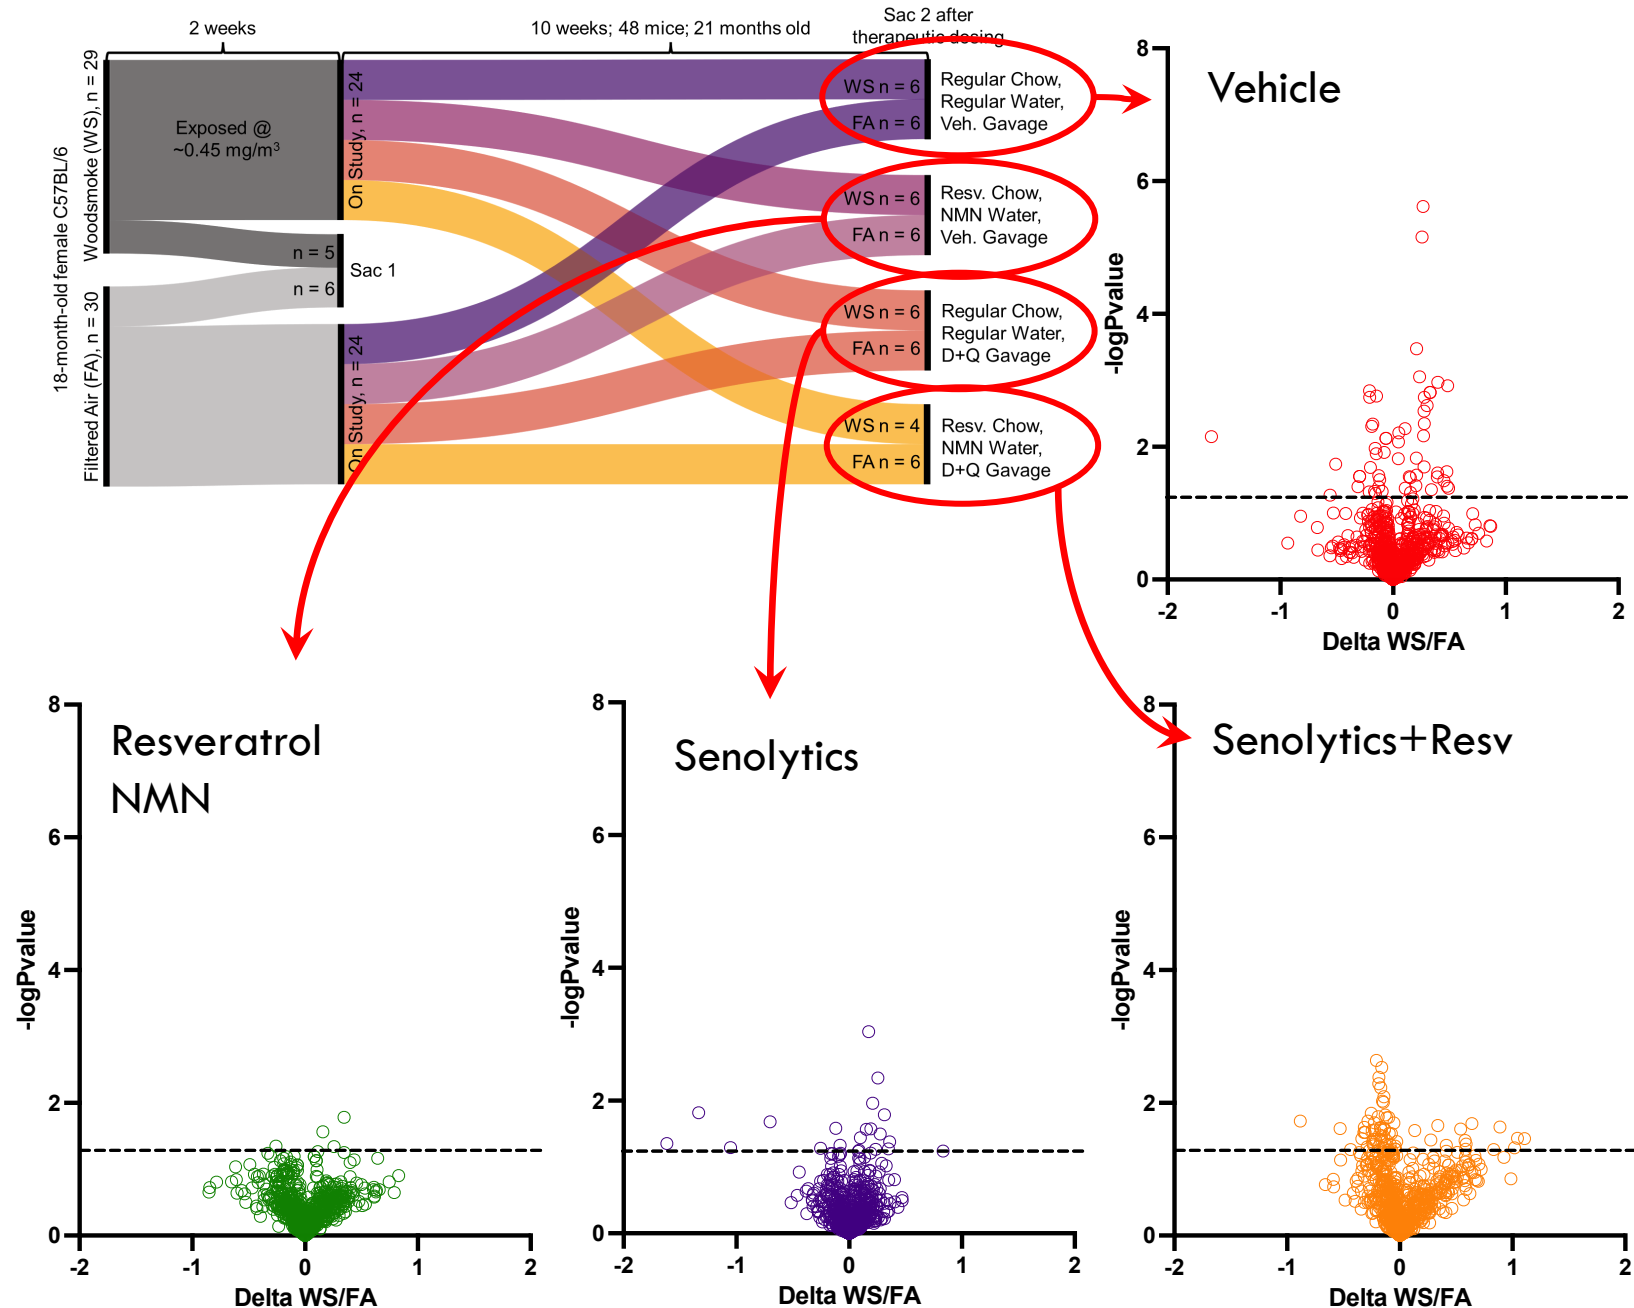 2 weeks
10 weeks; 48 mice; 21 months old
Sac 2 after
therapeutic dosing
18-month-old female C57BL/6
Woodsmoke (WS), n = 29
Filtered Air (FA), n = 30
Exposed @
~0.45 mg/m³
On Study, n = 24
n = 5
n = 6
Sac 1
On Study, n = 24
WS n = 6
FA n = 6
Regular Chow,
Regular Water,
Veh. Gavage
WS n = 6
FA n = 6
Resv. Chow,
NMN Water,
Veh. Gavage
WS n = 6
FA n = 6
Regular Chow,
Regular Water,
D+Q Gavage
WS n = 4
FA n = 6
Resv. Chow,
NMN Water,
D+Q Gavage
Vehicle
-logPvalue
8
6
4
2
0
-2 -1 0 1 2
Delta WS/FA
Resveratrol
NMN
-logPvalue
8
6
4
2
0
-2 -1 0 1 2
Delta WS/FA
Senolytics
-logPvalue
8
6
4
2
0
-2 -1 0 1 2
Delta WS/FA
Senolytics+Resv
-logPvalue
8
6
4
2
0
-2 -1 0 1 2
Delta WS/FA